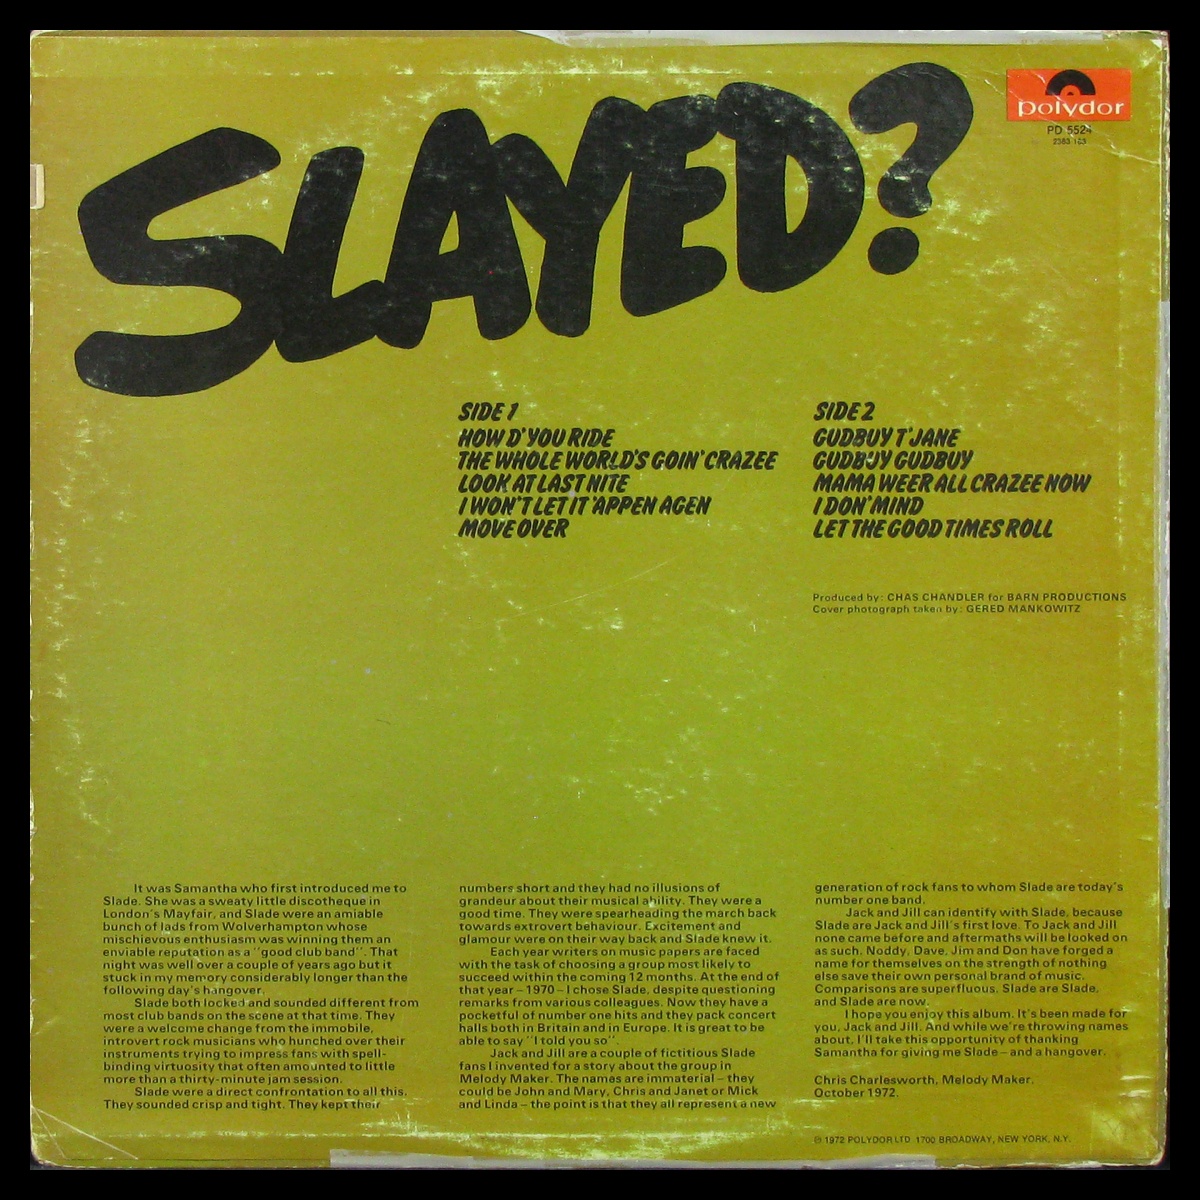 SLAYED?
polydor
PD 5524
2383 163
SIDE 1
HOW D'YOU RIDE
THE WHOLE WORLD'S GOIN' CRAZEE
LOOK AT LAST NITE
I WON'T LET IT 'APPEN AGEN
MOVE OVER
SIDE 2
GUDBUY T'JANE
GUDBUY GUDBUY
MAMA WEER ALL CRAZEE NOW
I DON' MIND
LET THE GOOD TIMES ROLL
Produced by: CHAS CHANDLER for BARN PRODUCTIONS
Cover photograph taken by: GERED MANKOWITZ
It was Samantha who first introduced me to
Slade. She was a sweaty little discotheque in
London's Mayfair, and Slade were an amiable
bunch of lads from Wolverhampton whose
mischievous enthusiasm was winning them an
enviable reputation as a "good club band". That
night was well over a couple of years ago but it
stuck in my memory considerably longer than the
following day's hangover.
Slade both locked and sounded different from
most club bands on the scene at that time. They
were a welcome change from the immobile,
introvert rock musicians who hunched over their
instruments trying to impress fans with spell-
binding virtuosity that often amounted to little
more than a thirty-minute jam session.
Slade were a direct confrontation to all this.
They sounded crisp and tight. They kept their
numbers short and they had no illusions of
grandeur about their musical ability. They were a
good time. They were spearheading the march back
towards extrovert behaviour. Excitement and
glamour were on their way back and Slade knew it.
Each year writers on music papers are faced
with the task of choosing a group most likely to
succeed within the coming 12 months. At the end of
that year – 1970 – I chose Slade, despite questioning
remarks from various colleagues. Now they have a
pocketful of number one hits and they pack concert
halls both in Britain and in Europe. It is great to be
able to say "I told you so".
Jack and Jill are a couple of fictitious Slade
fans I invented for a story about the group in
Melody Maker. The names are immaterial – they
could be John and Mary, Chris and Janet or Mick
and Linda – the point is that they all represent a new
generation of rock fans to whom Slade are today's
number one band.
Jack and Jill can identify with Slade, because
Slade are Jack and Jill's first love. To Jack and Jill
none came before and aftermaths will be looked on
as such. Noddy, Dave, Jim and Don have forged a
name for themselves on the strength of nothing
else save their own personal brand of music.
Comparisons are superfluous. Slade are Slade,
and Slade are now.
I hope you enjoy this album. It's been made for
you, Jack and Jill. And while we're throwing names
about, I'll take this opportunity of thanking
Samantha for giving me Slade – and a hangover.
Chris Charlesworth, Melody Maker.
October 1972.
℗ 1972 POLYDOR LTD 1700 BROADWAY, NEW YORK, N.Y.